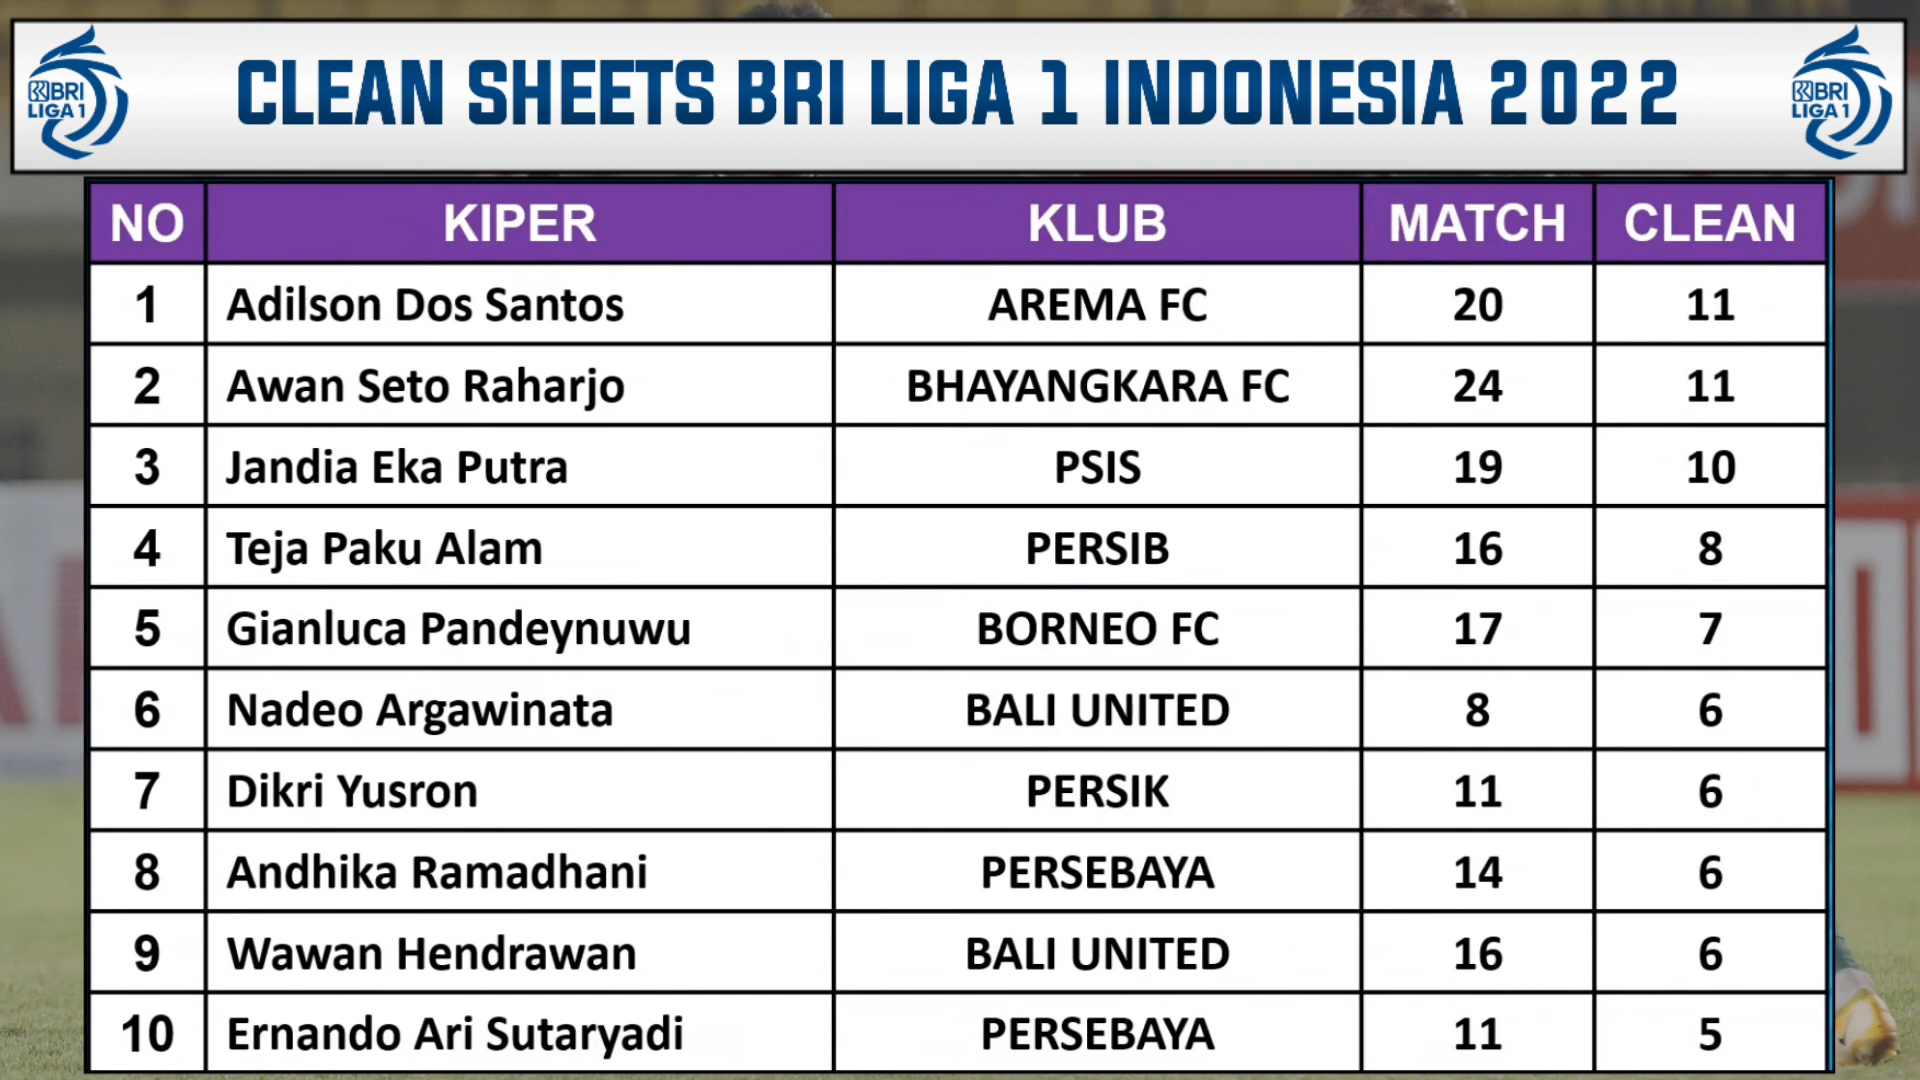 BRI
LIGA 1
CLEAN SHEETS BRI LIGA 1 INDONESIA 2022
BRI
LIGA 1
NO KIPER KLUB MATCH CLEAN
1 Adilson Dos Santos AREMA FC 20 11
2 Awan Seto Raharjo BHAYANGKARA FC 24 11
3 Jandia Eka Putra PSIS 19 10
4 Teja Paku Alam PERSIB 16 8
5 Gianluca Pandeynuwu BORNEO FC 17 7
6 Nadeo Argawinata BALI UNITED 8 6
7 Dikri Yusron PERSIK 11 6
8 Andhika Ramadhani PERSEBAYA 14 6
9 Wawan Hendrawan BALI UNITED 16 6
10 Ernando Ari Sutaryadi PERSEBAYA 11 5